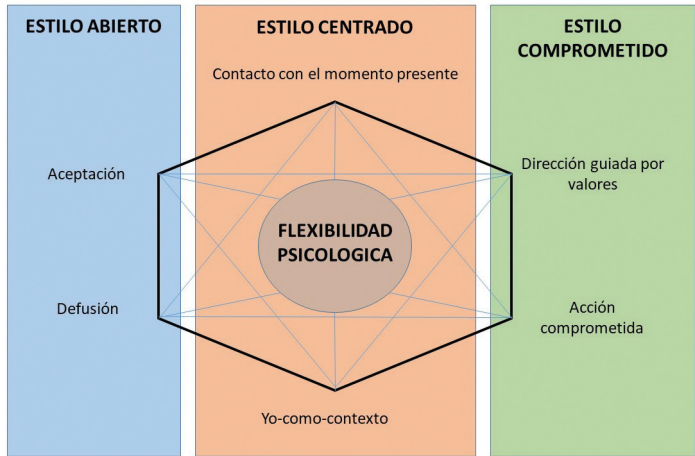 ESTILO ABIERTO
ESTILO CENTRADO
ESTILO
COMPROMETIDO
Contacto con el momento presente
Aceptación
Dirección guiada por
valores
FLEXIBILIDAD
PSICOLOGICA
Defusión
Acción
comprometida
Yo-como-contexto